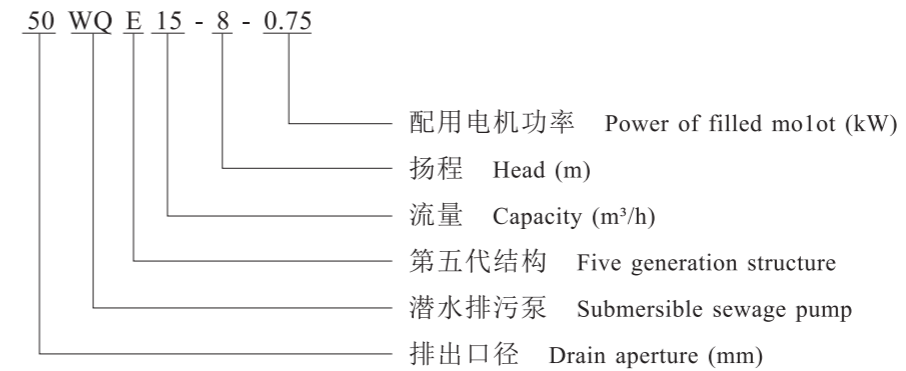 50 WQ E 15 - 8 - 0.75
配用电机功率 Power of filled mo1ot (kW)
扬程 Head (m)
流量 Capacity (m³/h)
第五代结构 Five generation structure
潜水排污泵 Submersible sewage pump
排出口径 Drain aperture (mm)